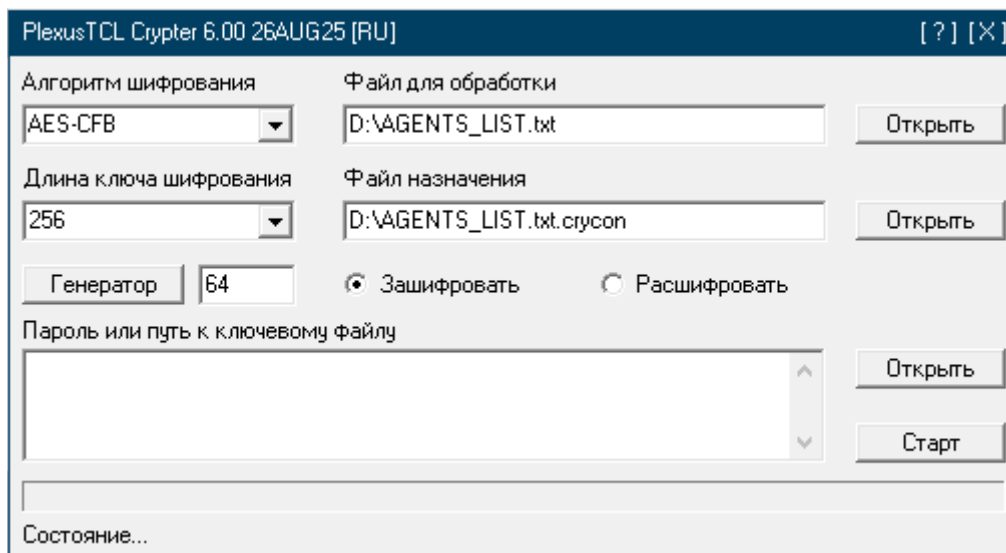 PlexusTCL Crypter 6.00 26AUG25 [RU] [ ? ] [X]
Алгоритм шифрования Файл для обработки
AES-CFB D:\AGENTS_LIST.txt Открыть
Длина ключа шифрования Файл назначения
256 D:\AGENTS_LIST.txt.crycon Открыть
Генератор 64 Зашифровать Расшифровать
Пароль или путь к ключевому файлу
Открыть
Старт
Состояние...